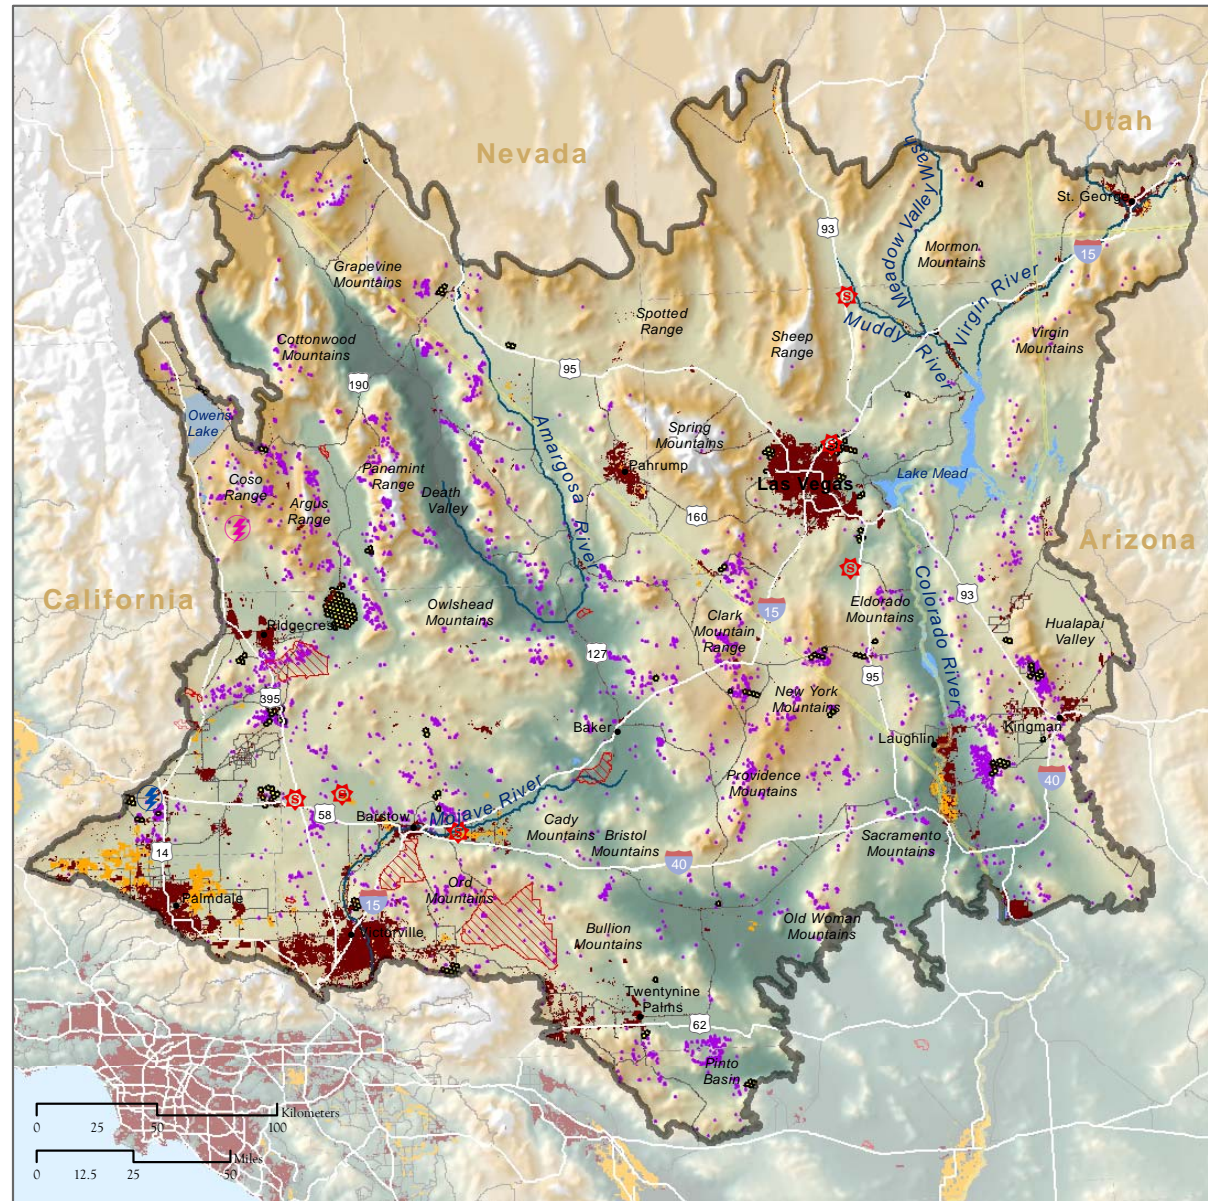 Nevada
Utah
St. George
93
Meadow Valley Wash
Mormon
Mountains
15
Grapevine
Mountains
Virgin River
Spotted
Range
Muddy River
Sheep
Range
Virgin
Mountains
Cottonwood
Mountains
95
190
Owens
Lake
Amargosa River
Spring
Mountains
Pahrump
Las Vegas
Lake Mead
Coso
Range
Panamint
Range
Argus
Range
Death
Valley
160
Arizona
California
Owlshead
Mountains
Ridgecrest
Colorado River
Eldorado
Mountains
93
Hualapai
Valley
Clark
Mountain
Range
15
127
95
New York
Mountains
395
Baker
Laughlin
Kingman
Providence
Mountains
40
S
S
S
S
S
58
Barstow
Mojave River
Cady
Mountains
Bristol
Mountains
Sacramento
Mountains
14
40
Ord
Mountains
15
Palmdale
Victorville
Bullion
Mountains
Old Woman
Mountains
Twentynine
Palms
62
Pinto
Basin
Kilometers
0 25 50 100
Miles
0 12.5 25 50